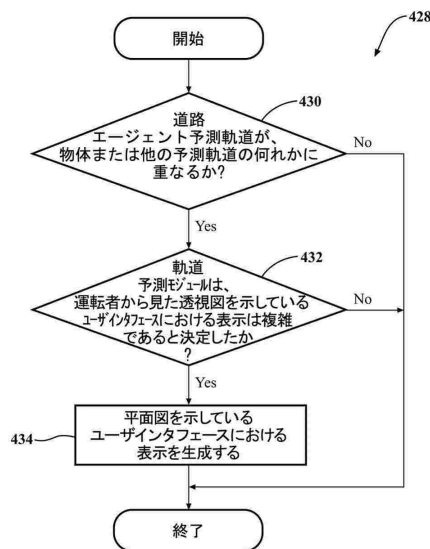 428
開始
430
道路
エージェント予測軌道が、
物体または他の予測軌道の何れかに
重なるか?
No
Yes
432
軌道
予測モジュールは、
運転者から見た透視図を示している
ユーザインタフェースにおける表示は複雑
であると決定したか
?
No
Yes
434
平面図を示している
ユーザインタフェースにおける
表示を生成する
終了